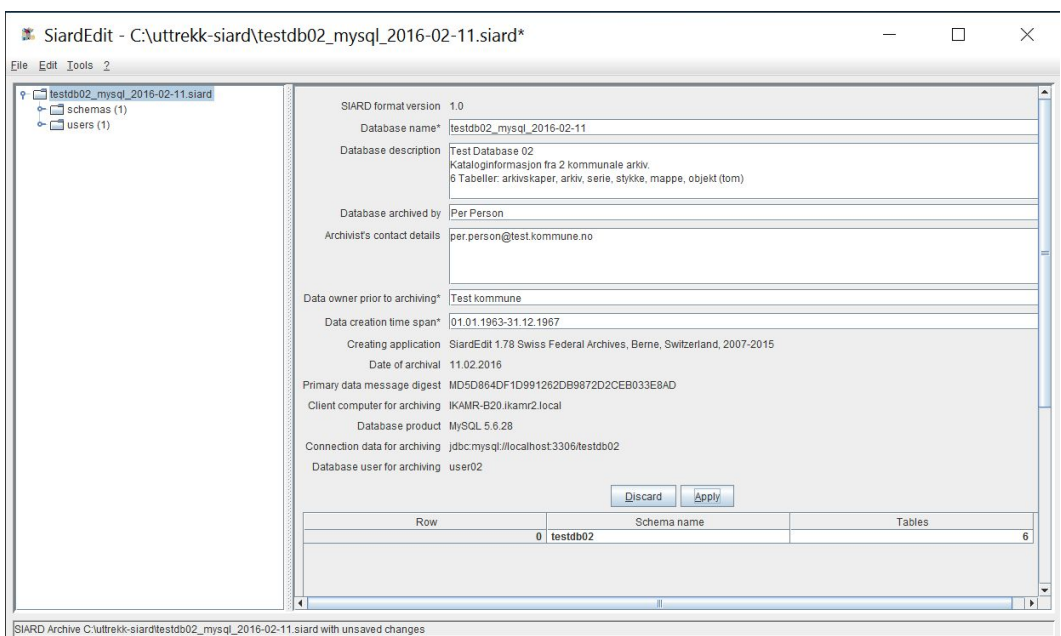 SiardEdit - C:\uttrekk-siard\testdb02_mysql_2016-02-11.siard*
File Edit Tools ?
testdb02_mysql_2016-02-11.siard
schemas (1)
users (1)
SIARD format version 1.0
Database name* testdb02_mysql_2016-02-11
Database description Test Database 02
Kataloginformasjon fra 2 kommunale arkiv.
6 Tabeller: arkivskaper, arkiv, serie, stykke, mappe, objekt (tom)
Database archived by Per Person
Archivist's contact details per.person@test.kommune.no
Data owner prior to archiving* Test kommune
Data creation time span* 01.01.1963-31.12.1967
Creating application SiardEdit 1.78 Swiss Federal Archives, Berne, Switzerland, 2007-2015
Date of archival 11.02.2016
Primary data message digest MD5D864DF1D991262DB9872D2CEB033E8AD
Client computer for archiving IKAMR-B20.ikamr2.local
Database product MySQL 5.6.28
Connection data for archiving jdbc:mysql://localhost:3306/testdb02
Database user for archiving user02
Discard Apply
Row Schema name Tables
0 testdb02 6
SIARD Archive C:\uttrekk-siard\testdb02_mysql_2016-02-11.siard with unsaved changes